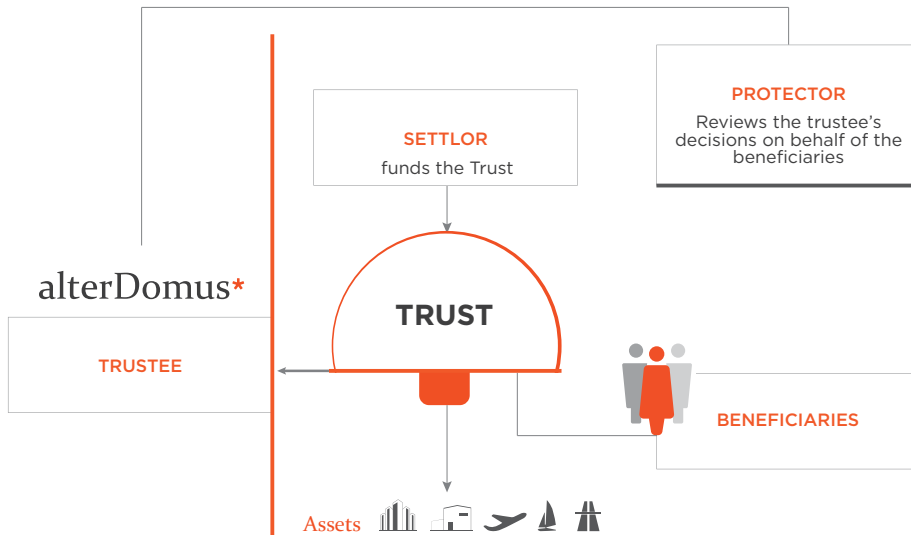 PROTECTOR
Reviews the trustee's
decisions on behalf of the
beneficiaries
SETTLOR
funds the Trust
alterDomus*
TRUST
TRUSTEE
BENEFICIARIES
Assets